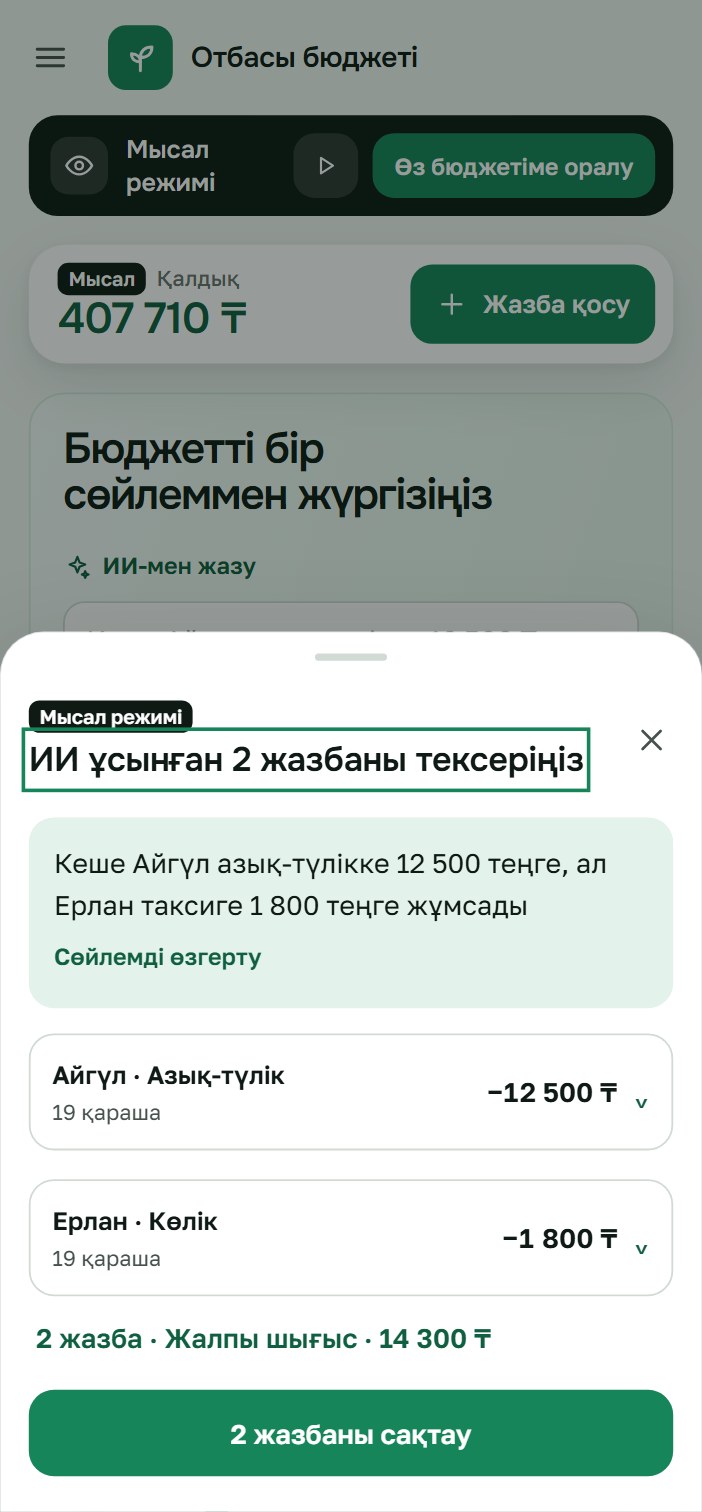 Отбасы бюджеті
Мысал
режимі
Өз бюджетіме оралу
Мысал Қалдық
407 710 ₸
Жазба қосу
Бюджетті бір
сөйлеммен жүргізіңіз
ИИ-мен жазу
Мысал режимі
ИИ ұсынған 2 жазбаны тексеріңіз
Кеше Айгүл азық-түлікке 12 500 теңге, ал
Ерлан таксиге 1 800 теңге жұмсады
Сөйлемді өзгерту
Айгүл · Азық-түлік
19 қараша
−12 500 ₸
Ерлан · Көлік
19 қараша
−1 800 ₸
2 жазба · Жалпы шығыс · 14 300 ₸
2 жазбаны сақтау